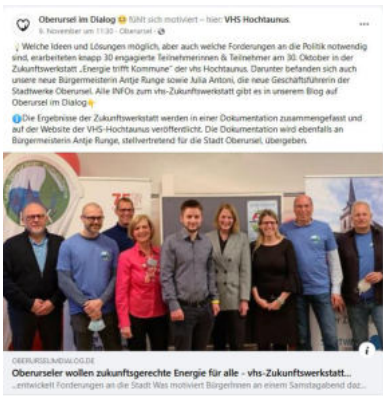 Oberursel im Dialog 😊 fühlt sich motiviert – hier: VHS Hochtaunus.
9. November um 11:30 · Oberursel ·
Welche Ideen und Lösungen möglich, aber auch welche Forderungen an die Politik notwendig
sind, erarbeiteten knapp 30 engagierte Teilnehmerinnen & Teilnehmer am 30. Oktober in der
Zukunftswerkstatt „Energie trifft Kommune" der vhs Hochtaunus. Darunter befanden sich auch
unsere neue Bürgermeisterin Antje Runge sowie Julia Antoni, die neue Geschäftsführerin der
Stadtwerke Oberursel. Alle INFOs zum vhs-Zukunftswerkstatt gibt es in unserem Blog auf
Oberursel im Dialog👇
Die Ergebnisse der Zukunftswerkstatt werden in einer Dokumentation zusammengefasst und
auf der Website der VHS-Hochtaunus veröffentlicht. Die Dokumentation wird ebenfalls an
Bürgermeisterin Antje Runge, stellvertretend für die Stadt Oberursel, übergeben.
OBERURSELIMDIALOG.DE
Oberurseler wollen zukunftsgerechte Energie für alle - vhs-Zukunftswerkstatt...
...entwickelt Forderungen an die Stadt Was motiviert BürgerInnen an einem Samstagabend daz...